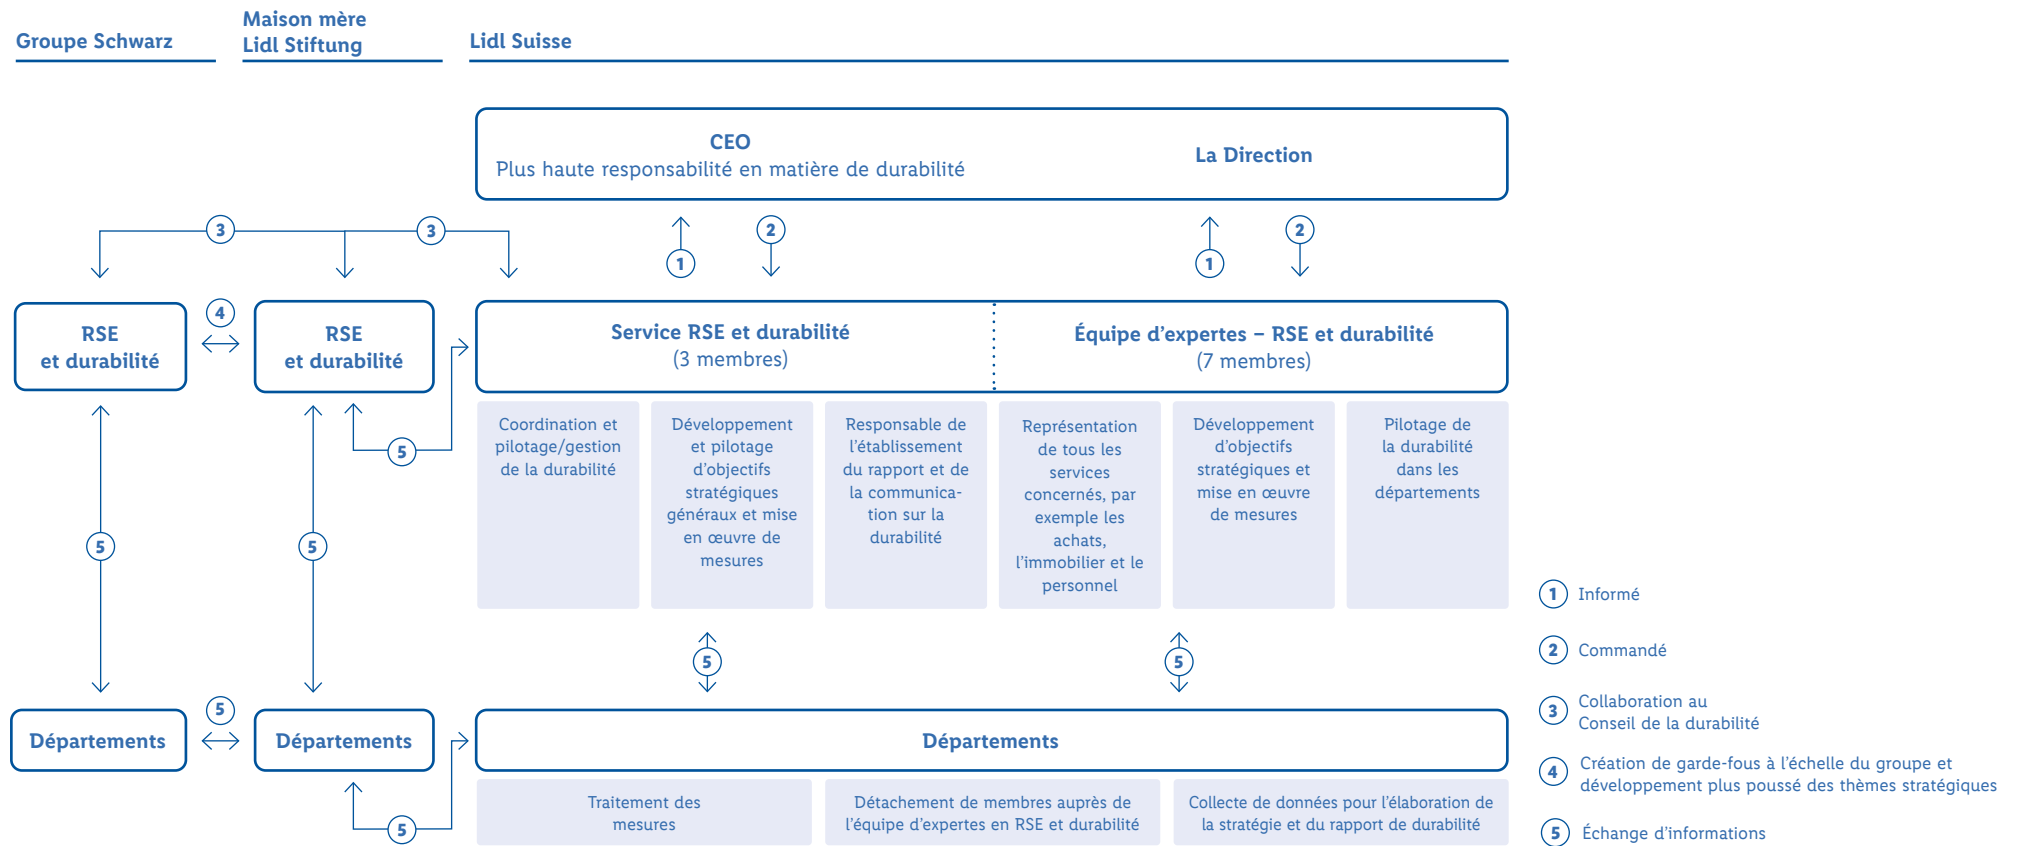 Groupe Schwarz
Maison mère
Lidl Stiftung
Lidl Suisse
CEO
Plus haute responsabilité en matière de durabilité
La Direction
3
3
1
2
1
2
RSE
et durabilité
4
RSE
et durabilité
Service RSE et durabilité
(3 membres)
Équipe d'expertes – RSE et durabilité
(7 membres)
5
5
5
Coordination et
pilotage/gestion
de la durabilité
Développement
et pilotage
d'objectifs
stratégiques
généraux et mise
en œuvre de
mesures
Responsable de
l'établissement
du rapport et de
la communica-
tion sur la
durabilité
Représentation
de tous les
services
concernés, par
exemple les
achats,
l'immobilier et le
personnel
Développement
d'objectifs
stratégiques et
mise en œuvre
de mesures
Pilotage de
la durabilité
dans les
départements
5
5
Départements
5
Départements
5
Départements
Traitement des
mesures
Détachement de membres auprès de
l'équipe d'expertes en RSE et durabilité
Collecte de données pour l'élaboration de
la stratégie et du rapport de durabilité
1 Informé
2 Commandé
3 Collaboration au
Conseil de la durabilité
4 Création de garde-fous à l'échelle du groupe et
développement plus poussé des thèmes stratégiques
5 Échange d'informations